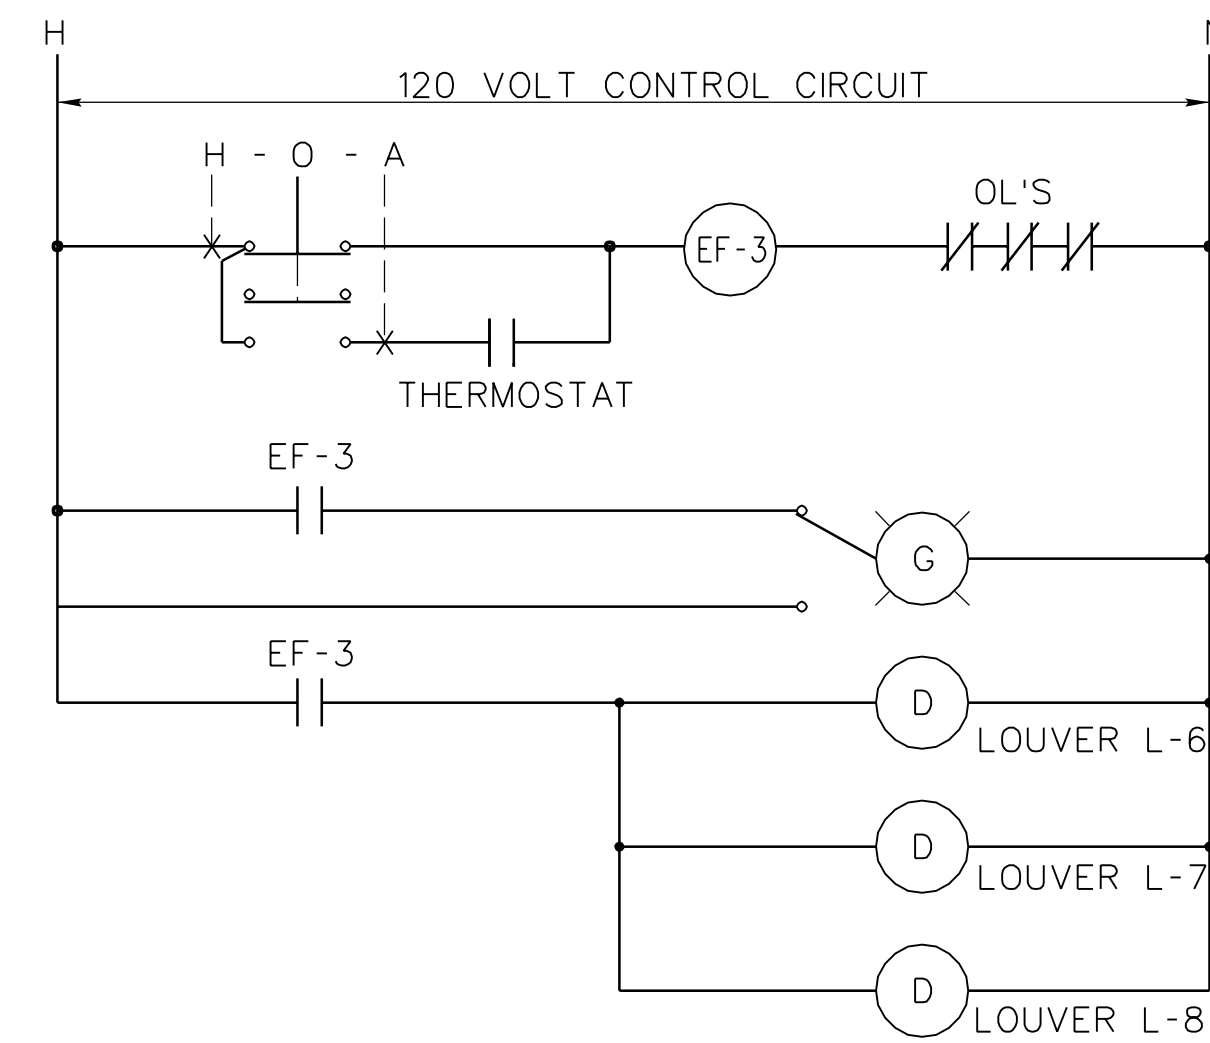 H
120 VOLT CONTROL CIRCUIT
H - O - A
OL'S
EF-3
THERMOSTAT
EF-3
G
EF-3
D
LOUVER L-6
D
LOUVER L-7
D
LOUVER L-8